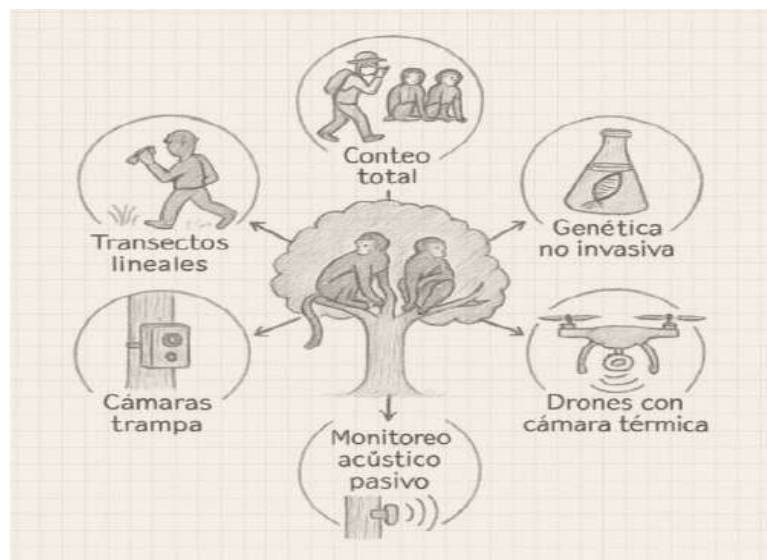 Conteo
total
Transectos
lineales
Genética
no invasiva
Cámaras
trampa
Drones con
cámara térmica
Monitoreo
acústico
pasivo